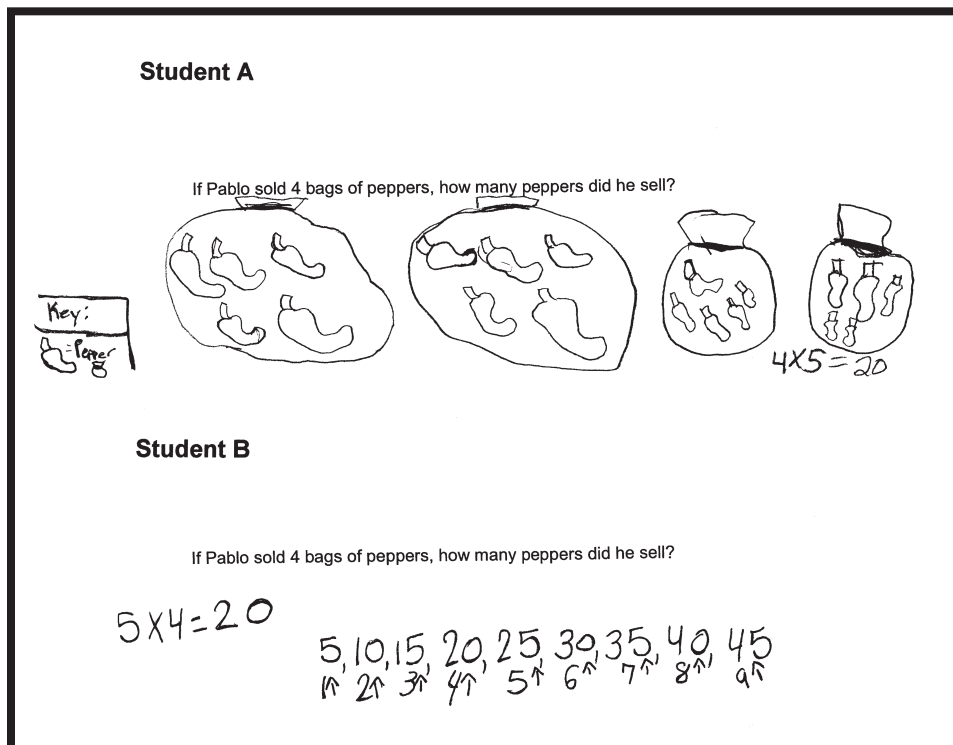 Student A
If Pablo sold 4 bags of peppers, how many peppers did he sell?
Key:
=Pepper
8
4X5=20
Student B
If Pablo sold 4 bags of peppers, how many peppers did he sell?
5X4=20
5, 10, 15, 20, 25, 30, 35, 40, 45
1↑ 2↑ 3↑ 4↑ 5↑ 6↑ 7↑ 8↑ 9↑